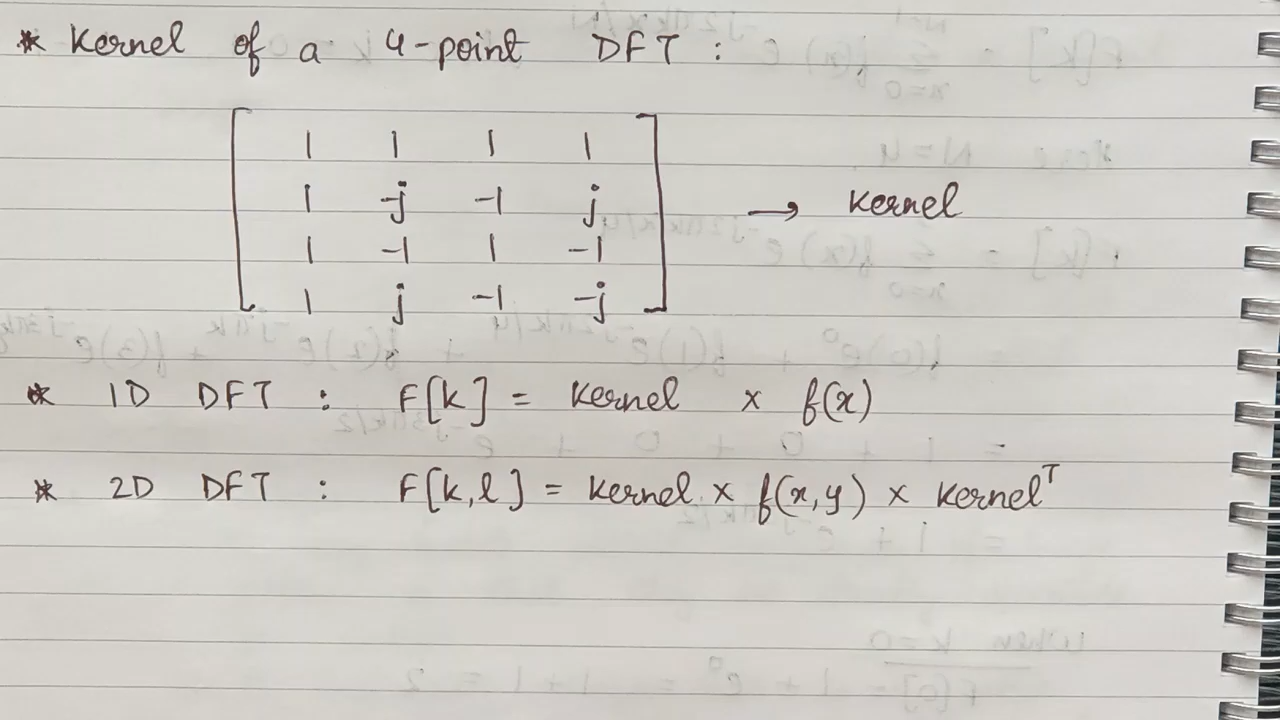 * Kernel of a 4-point DFT :
1 1 1 1
1 -j -1 j → Kernel
1 -1 1 -1
1 j -1 -j
* 1D DFT : F[k] = Kernel × f(x)
* 2D DFT : F[k,l] = Kernel × f(x,y) × Kernelᵀ